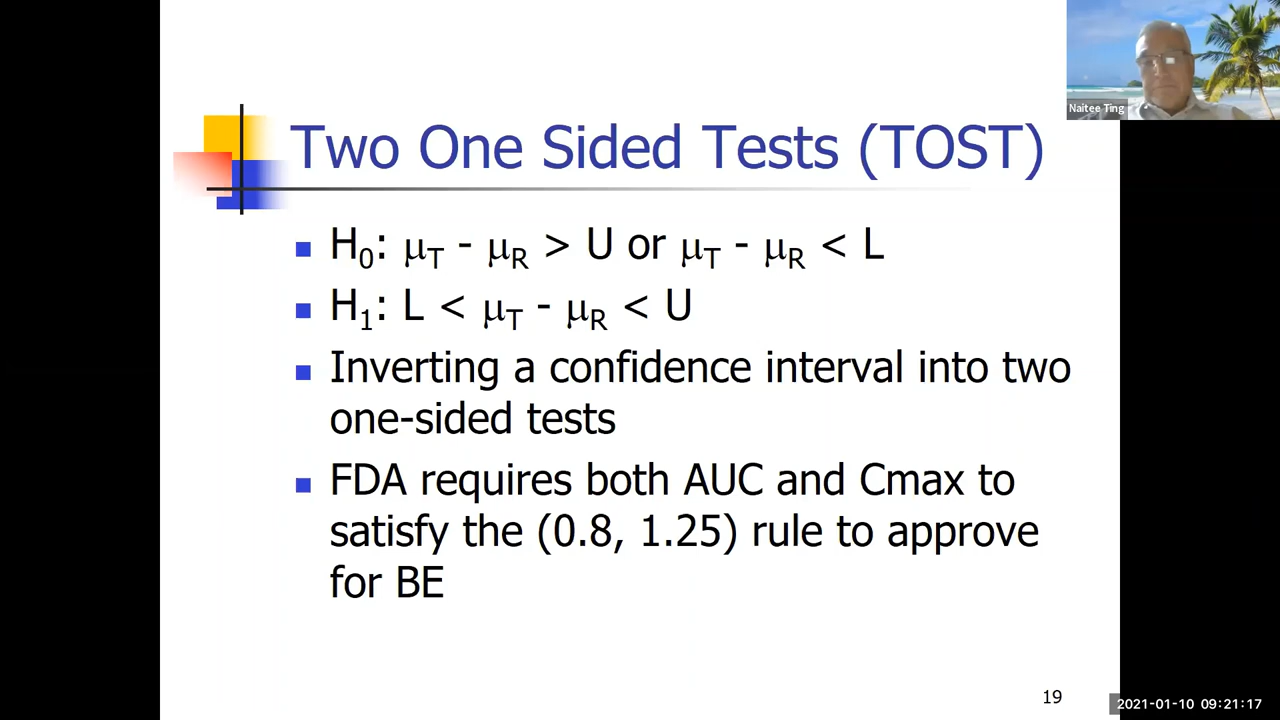 Naitee Ting
Two One Sided Tests (TOST)
H₀: μT - μR > U or μT - μR < L
H₁: L < μT - μR < U
Inverting a confidence interval into two
one-sided tests
FDA requires both AUC and Cmax to
satisfy the (0.8, 1.25) rule to approve
for BE
19
2021-01-10 09:21:17